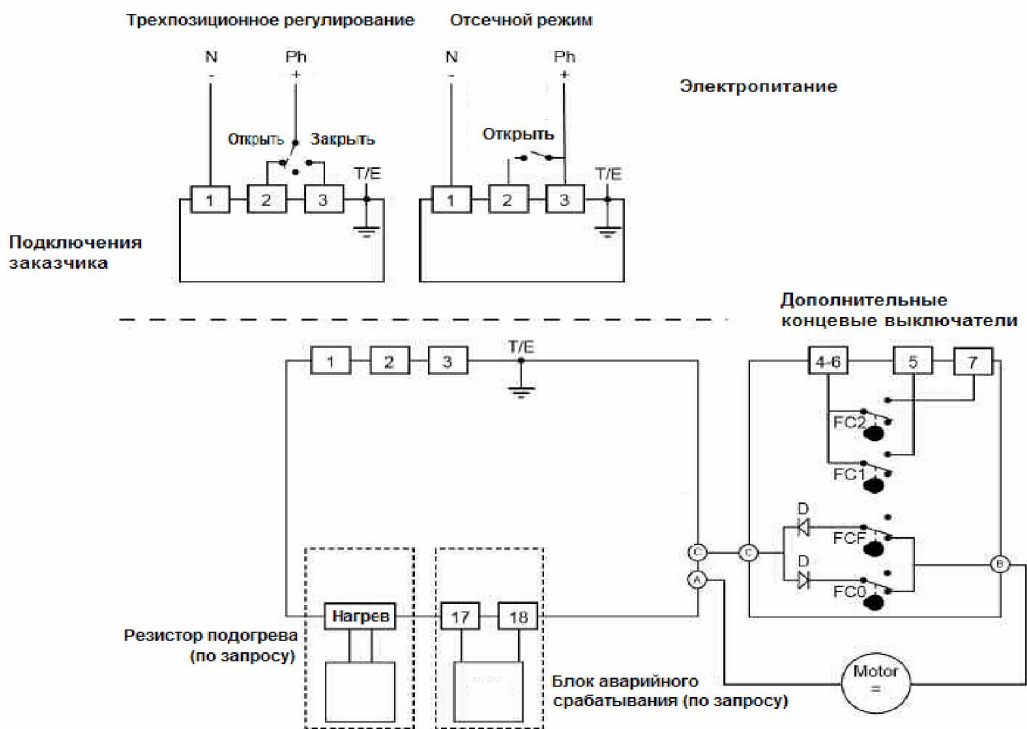 Трехпозиционное регулирование
Отсечной режим
N
Ph
N
Ph
-
+
-
+
Электропитание
Открыть
Закрыть
Открыть
T/E
T/E
1
2
3
1
2
3
Подключения
заказчика
Дополнительные
концевые выключатели
T/E
1
2
3
4-6
5
7
FC2
FC1
D
FCF
C
C
D
B
A
FC0
Нагрев
17
18
Резистор подогрева
(по запросу)
Блок аварийного
срабатывания (по запросу)
Motor
=